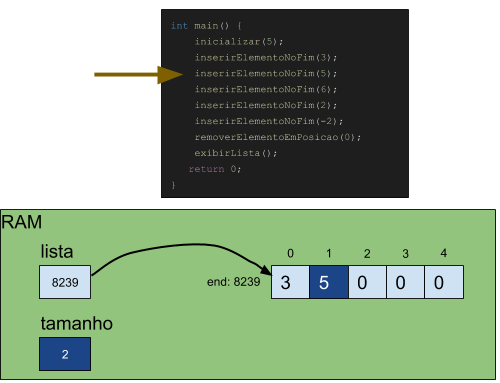 int main() {
inicializar(5);
inserirElementoNoFim(3);
inserirElementoNoFim(5);
inserirElementoNoFim(6);
inserirElementoNoFim(2);
inserirElementoNoFim(-2);
removerElementoEmPosicao(0);
exibirLista();
return 0;
}
RAM
lista
0 1 2 3 4
8239
end: 8239
3 5 0 0 0
tamanho
2